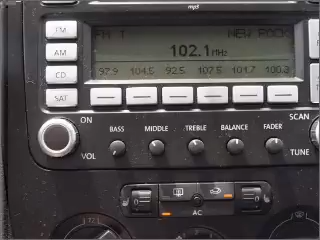 mp3
FM
FM 1 NEW ROCK
AM
102.1 MHz
CD
97.9 104.5 92.5 107.5 101.7 100.3
SAT
ON
SCAN
BASS MIDDLE TREBLE BALANCE FADER
VOL
TUNE
AC